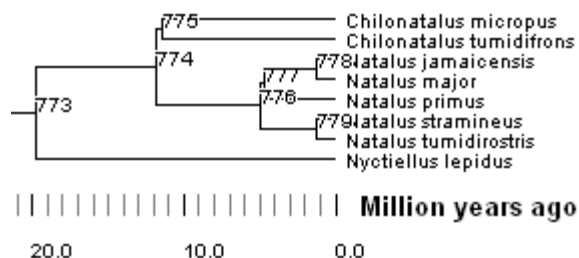 775 Chilonatalus micropus
Chilonatalus tumidifrons
774 778 Natalus jamaicensis
777 Natalus major
773 776 Natalus primus
779 Natalus stramineus
Natalus tumidirostris
Nyctiellus lepidus
Million years ago
20.0 10.0 0.0